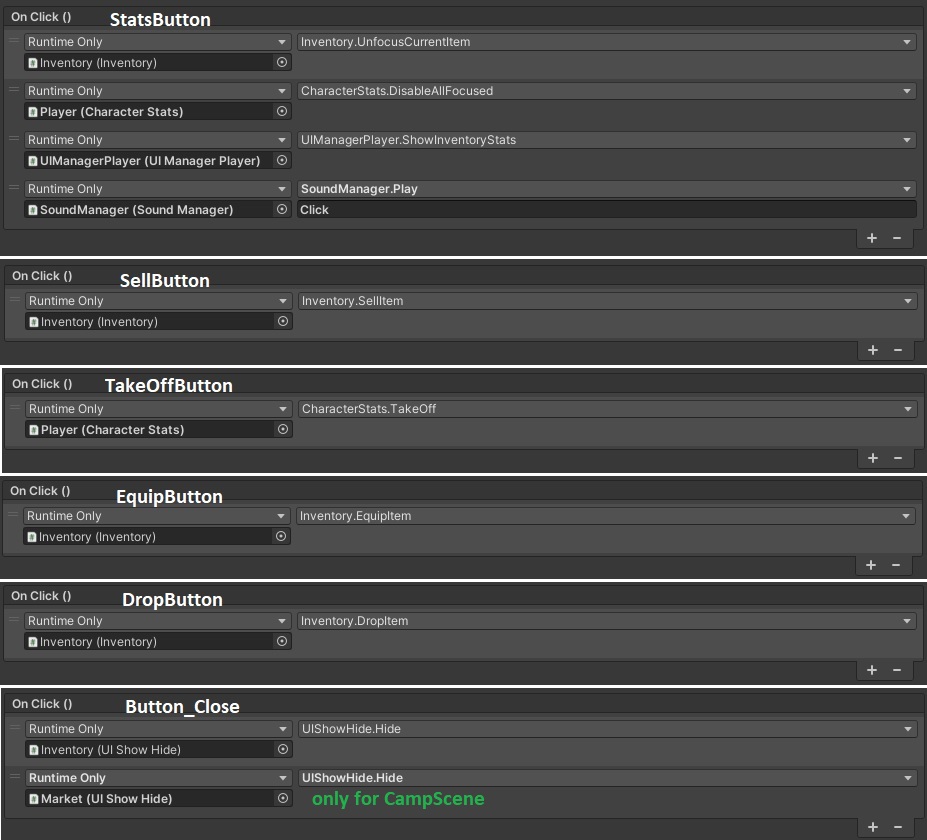 On Click () StatsButton
Runtime Only Inventory.UnfocusCurrentItem
Inventory (Inventory)
Runtime Only CharacterStats.DisableAllFocused
Player (Character Stats)
Runtime Only UIManagerPlayer.ShowInventoryStats
UIManagerPlayer (UI Manager Player)
Runtime Only SoundManager.Play
SoundManager (Sound Manager) Click
+ −
On Click () SellButton
Runtime Only Inventory.SellItem
Inventory (Inventory)
+ −
On Click () TakeOffButton
Runtime Only CharacterStats.TakeOff
Player (Character Stats)
+ −
On Click () EquipButton
Runtime Only Inventory.EquipItem
Inventory (Inventory)
+ −
On Click () DropButton
Runtime Only Inventory.DropItem
Inventory (Inventory)
+ −
On Click () Button_Close
Runtime Only UIShowHide.Hide
Inventory (UI Show Hide)
Runtime Only UIShowHide.Hide
Market (UI Show Hide) only for CampScene
+ −